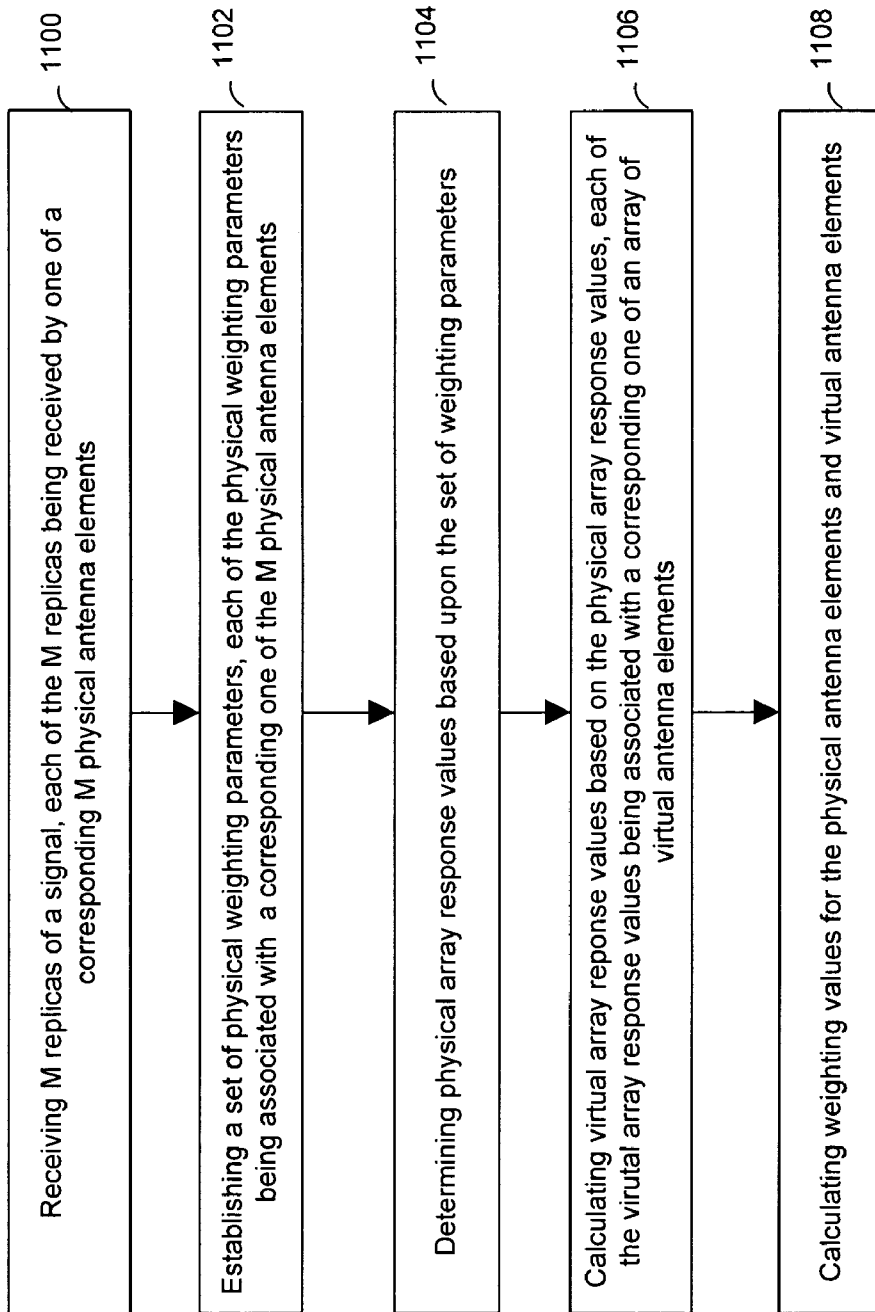 Receiving M replicas of a signal, each of the M replicas being received by one of a
corresponding M physical antenna elements
1100
Establishing a set of physical weighting parameters, each of the physical weighting parameters
being associated with a corresponding one of the M physical antenna elements
1102
Determining physical array response values based upon the set of weighting parameters
1104
Calculating virtual array reponse values based on the physical array response values, each of
the virutal array response values being associated with a corresponding one of an array of
virtual antenna elements
1106
Calculating weighting values for the physical antenna elements and virtual antenna elements
1108